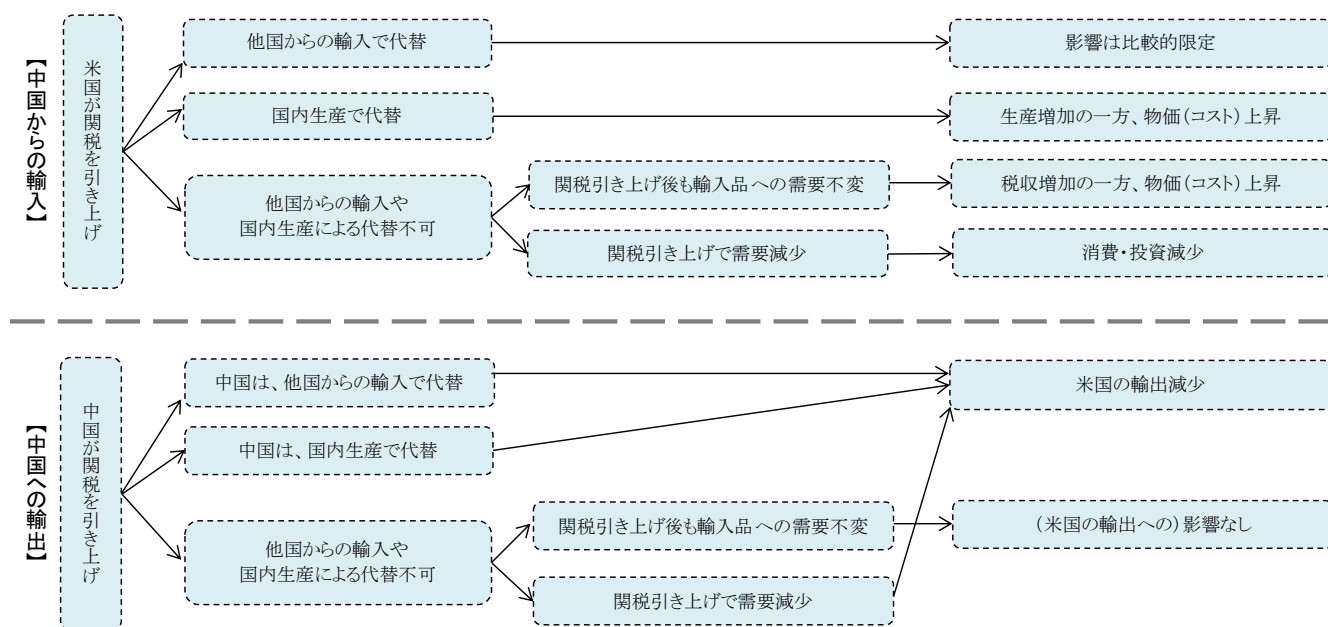 【中国からの輸入】
米国が関税を引き上げ
他国からの輸入で代替
影響は比較的限定
国内生産で代替
生産増加の一方、物価(コスト)上昇
他国からの輸入や
国内生産による代替不可
関税引き上げ後も輸入品への需要不変
税収増加の一方、物価(コスト)上昇
関税引き上げで需要減少
消費・投資減少
【中国への輸出】
中国が関税を引き上げ
中国は、他国からの輸入で代替
米国の輸出減少
中国は、国内生産で代替
他国からの輸入や
国内生産による代替不可
関税引き上げ後も輸入品への需要不変
(米国の輸出への)影響なし
関税引き上げで需要減少